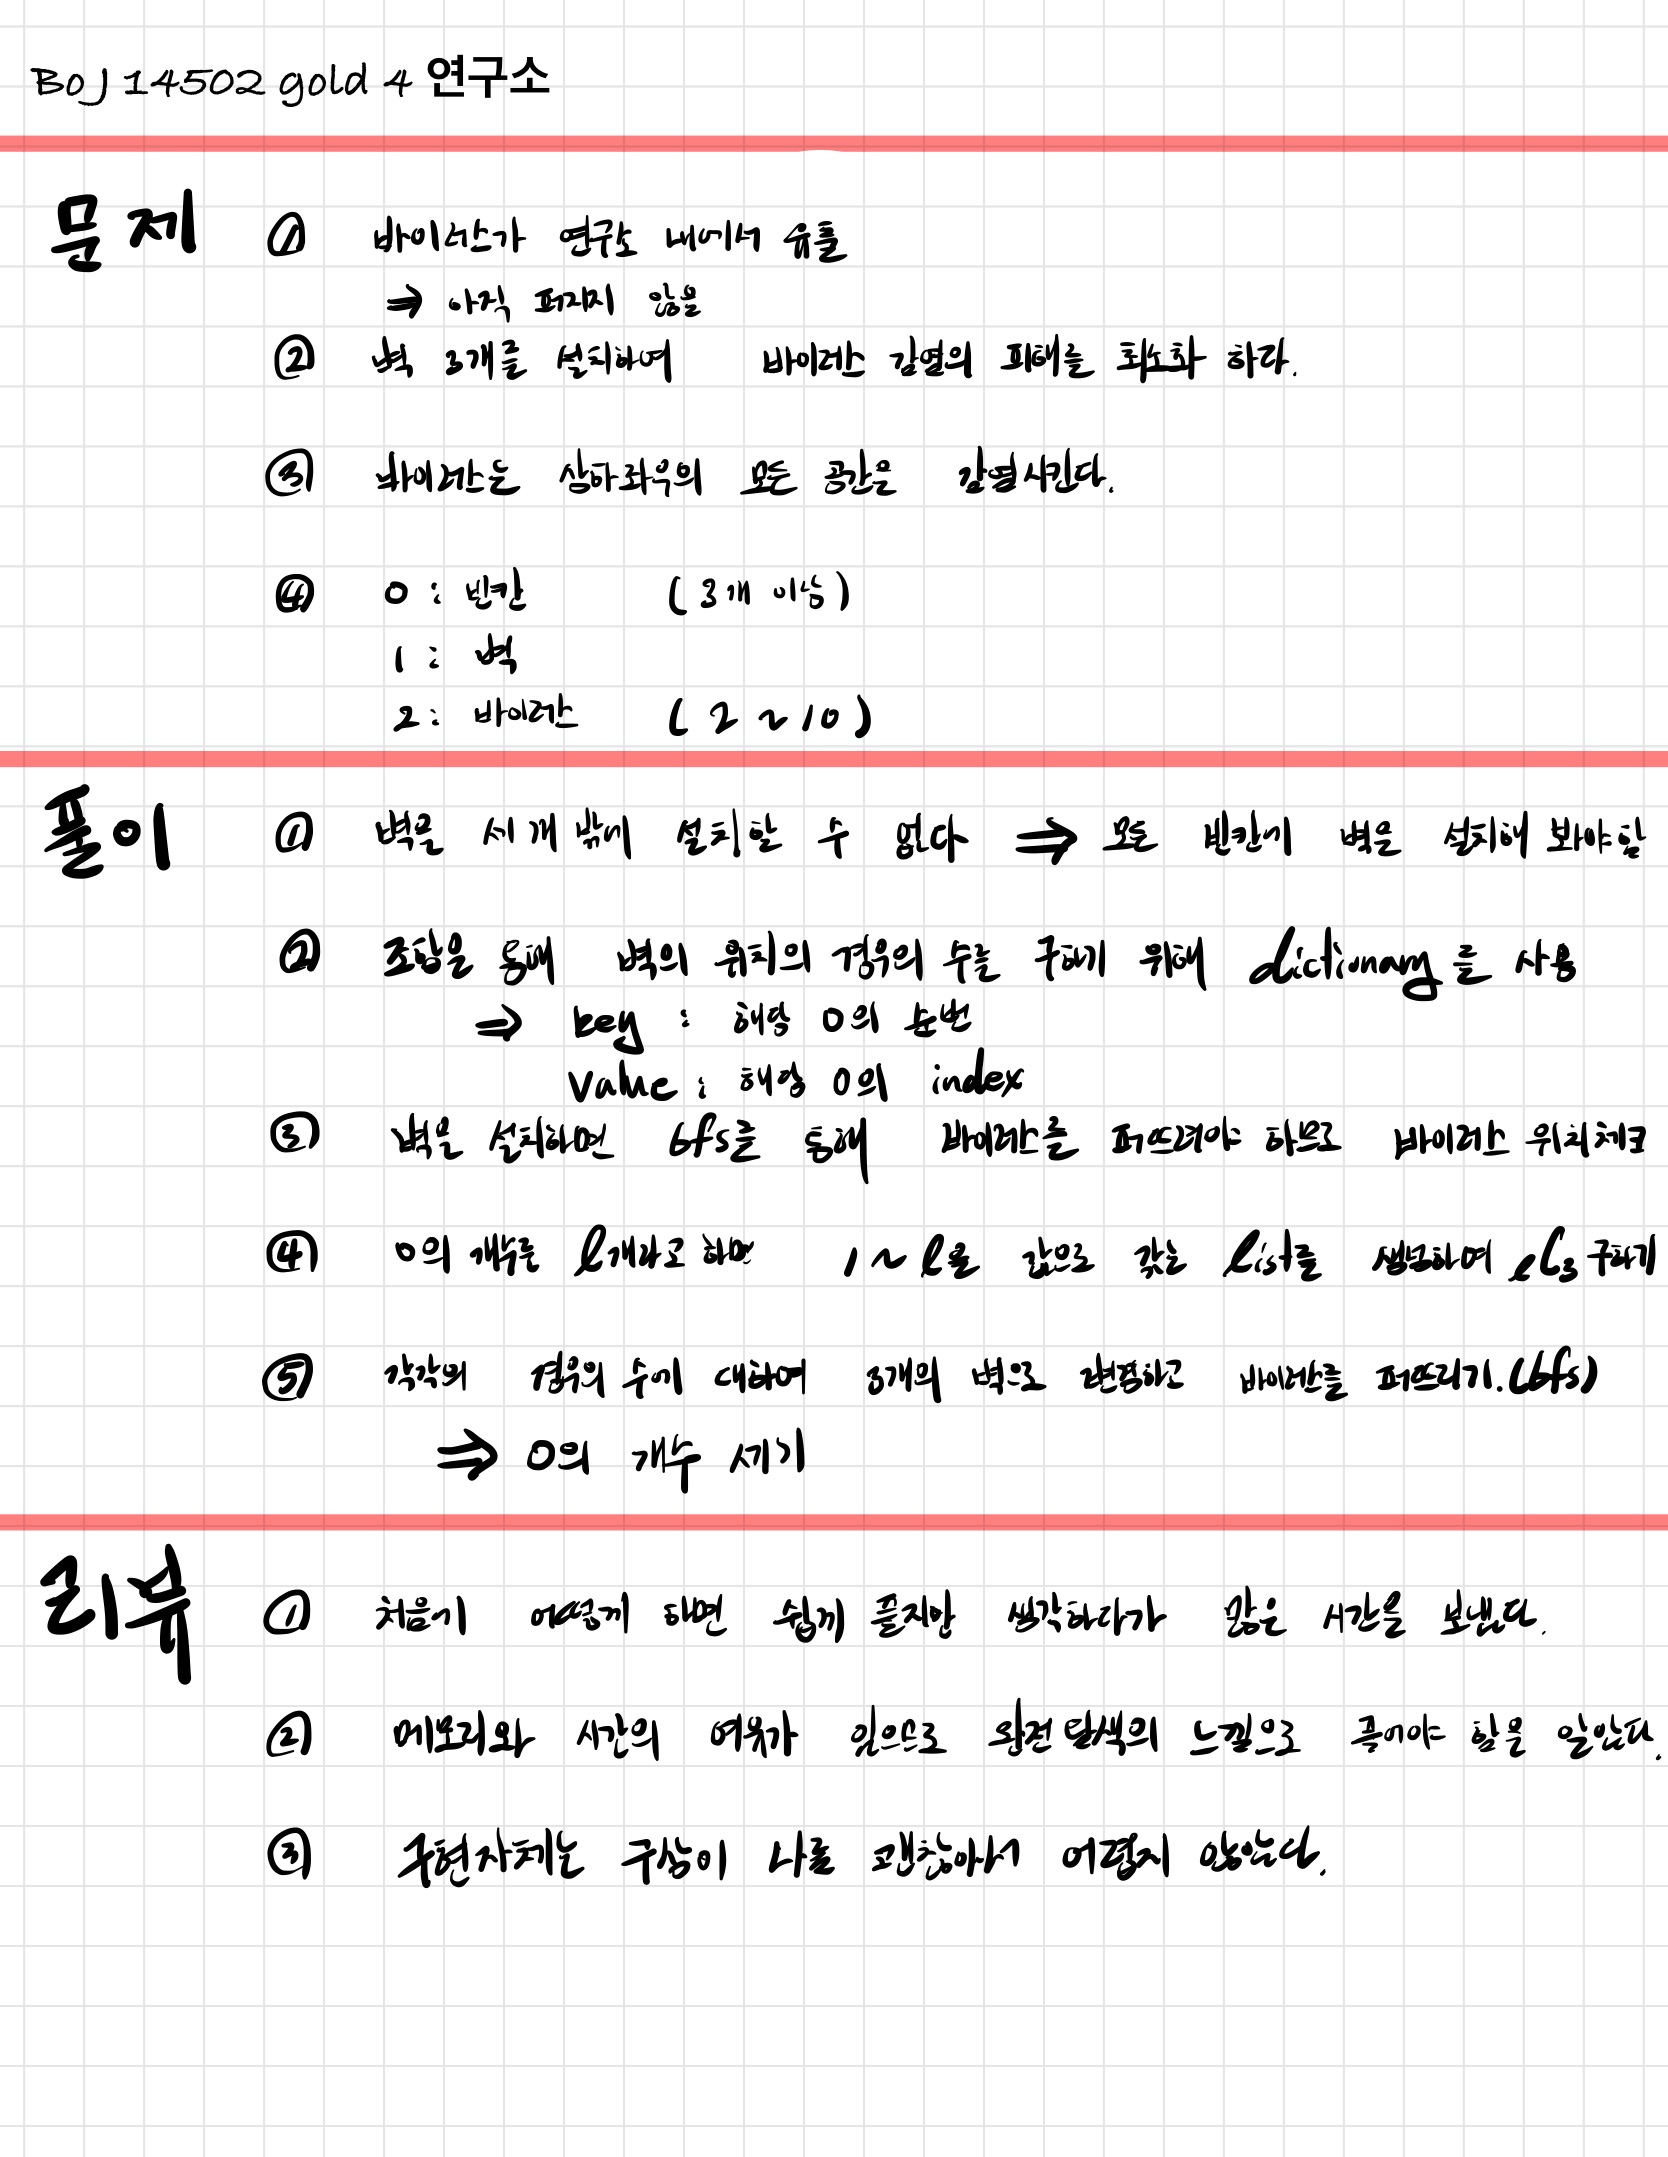 BOJ 14502 gold 4 연구소
문제 ① 바이러스가 연구소 내에서 유출
⇒ 아직 퍼지지 않음
② 벽 3개를 설치하여 바이러스 감염의 피해를 최소화 하다.
③ 바이러스는 상하좌우의 모든 공간을 감염시킨다.
④ 0 : 빈칸 (3개 이상)
1 : 벽
2 : 바이러스 (2 ~ 10)
풀이 ① 벽을 세 개 밖에 설치할 수 없다 ⇒ 모든 빈칸에 벽을 설치해 봐야함
② 조합을 통해 벽의 위치의 경우의 수를 구하기 위해 dictionary를 사용
⇒ key : 해당 0의 순번
value : 해당 0의 index
③ 벽을 설치하면 bfs를 통해 바이러스를 퍼뜨려야 하므로 바이러스 위치 체크
④ 0의 개수를 l개라고 하면 1 ~ l을 값으로 갖는 list를 생성하여 lC3 구하기
⑤ 각각의 경우의 수에 대하여 3개의 벽으로 변경하고 바이러스를 퍼뜨리기. (bfs)
⇒ 0의 개수 세기
리뷰 ① 처음에 어떻게 하면 쉽게 풀지만 생각하다가 많은 시간을 보냈다.
② 메모리와 시간의 여유가 있으므로 완전탐색의 느낌으로 풀어야 함을 알았다.
③ 구현자체는 구상이 나름 괜찮아서 어렵지 않았다.